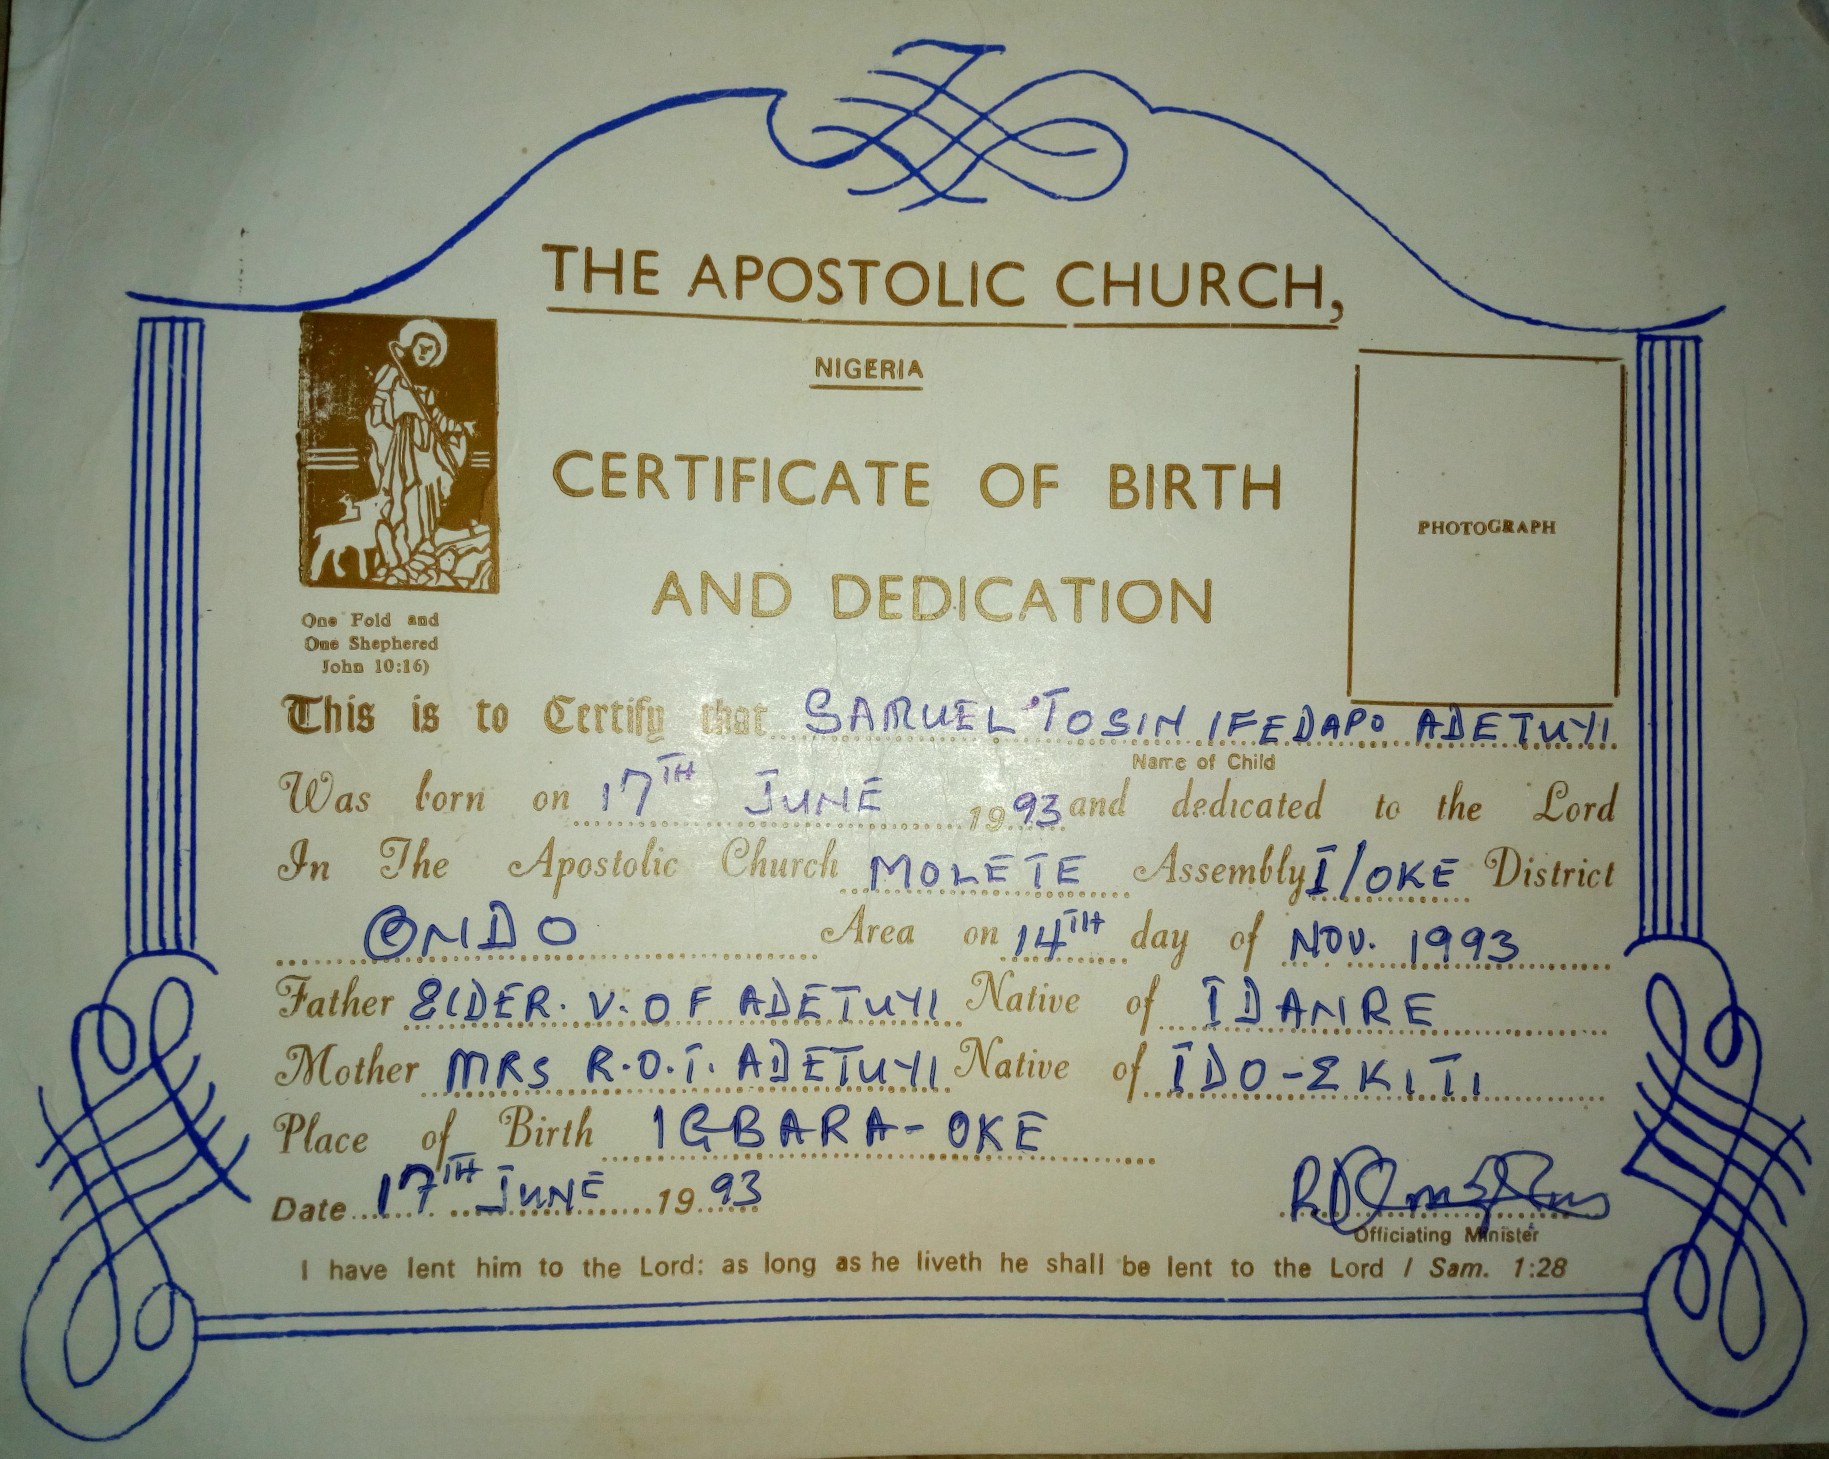 THE APOSTOLIC CHURCH,
NIGERIA
CERTIFICATE OF BIRTH
AND DEDICATION
PHOTOGRAPH
One Fold and
One Shephered
John 10:16)
This is to Certify that SAMUEL TOSIN IFEDAPO ADETUYI
Name of Child
Was born on 17TH JUNE 1993 and dedicated to the Lord
In The Apostolic Church MOLETE Assembly I/OKE District
ONDO Area on 14TH day of NOV. 1993
Father ELDER. V. O F ADETUYI Native of IDANRE
Mother MRS R.O.T. ADETUYI Native of IDO-EKITI
Place of Birth IGBARA-OKE
Date 17TH JUNE 1993
Officiating Minister
I have lent him to the Lord: as long as he liveth he shall be lent to the Lord I Sam. 1:28